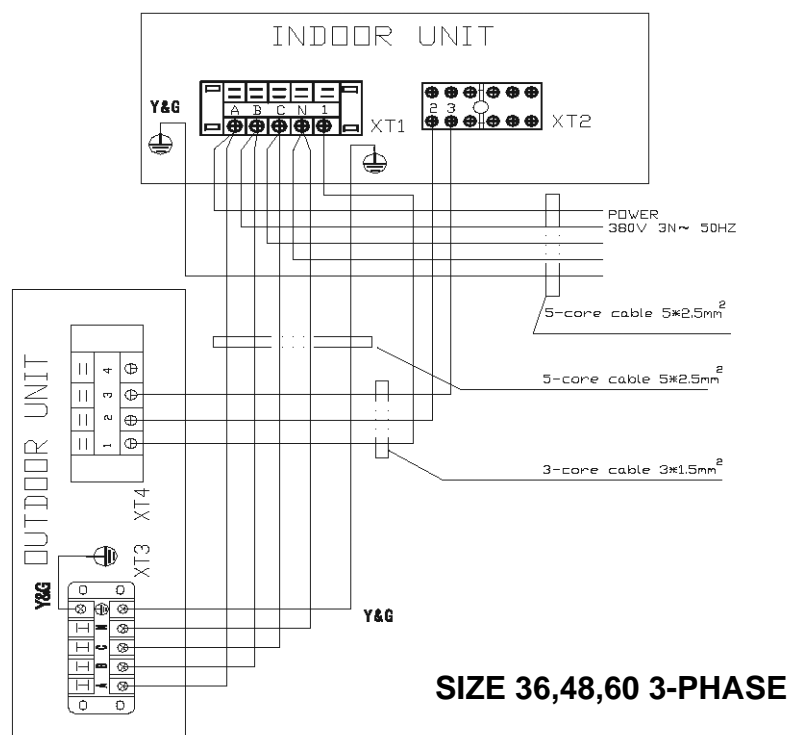 INDOOR UNIT
Y&G
A B C N 1
XT1
2 3
XT2
POWER
380V 3N~ 50HZ
5-core cable 5*2.5mm²
5-core cable 5*2.5mm²
3-core cable 3*1.5mm²
OUTDOOR UNIT
4
3
2
1
XT4
XT3
Y&G
N
C
B
A
Y&G
SIZE 36,48,60 3-PHASE